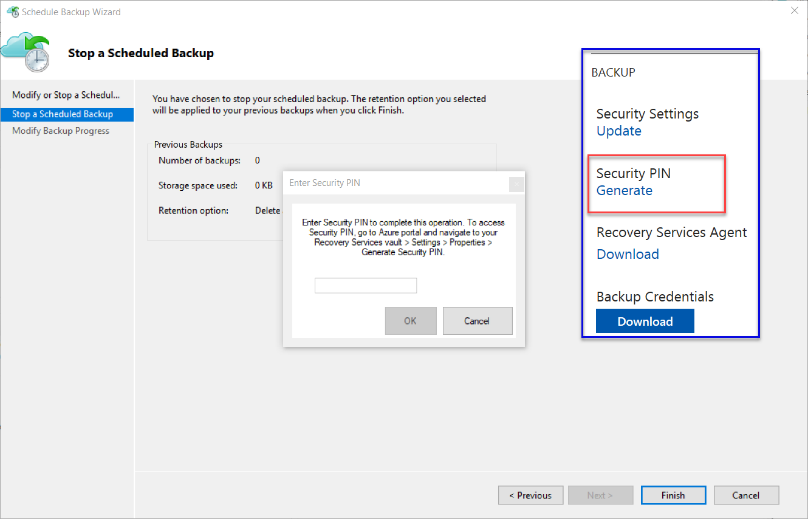 Schedule Backup Wizard
Stop a Scheduled Backup
Modify or Stop a Schedul...
Stop a Scheduled Backup
Modify Backup Progress
You have chosen to stop your scheduled backup. The retention option you selected
will be applied to your previous backups when you click Finish.
Previous Backups
Number of backups: 0
Storage space used: 0 KB
Retention option: Delete
Enter Security PIN
Enter Security PIN to complete this operation. To access
Security PIN, go to Azure portal and navigate to your
Recovery Services vault > Settings > Properties >
Generate Security PIN.
OK
Cancel
BACKUP
Security Settings
Update
Security PIN
Generate
Recovery Services Agent
Download
Backup Credentials
Download
< Previous
Next >
Finish
Cancel